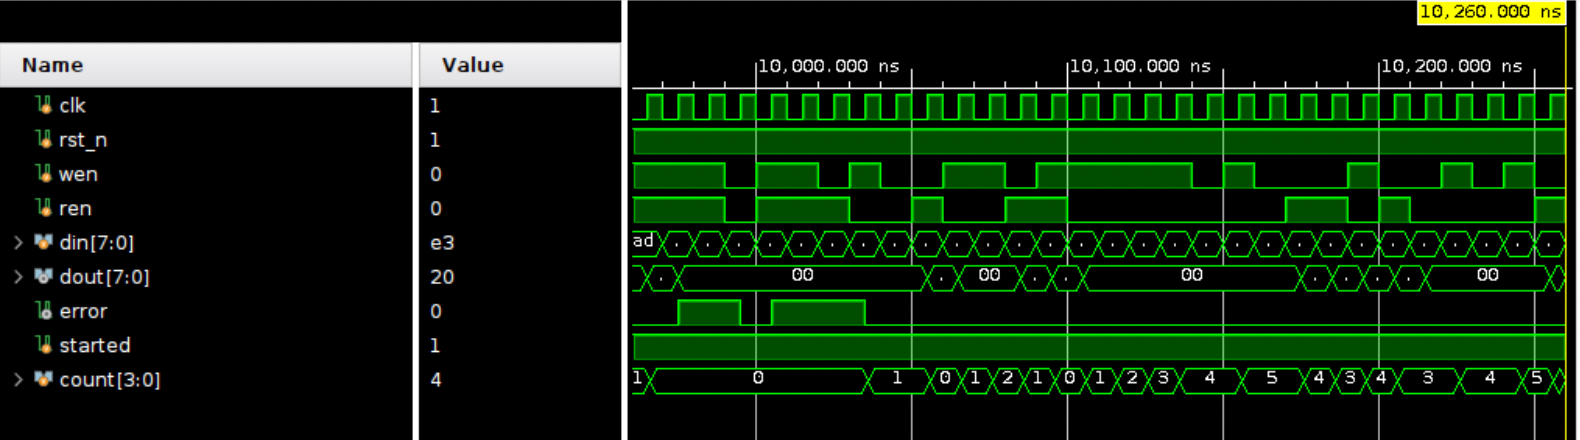 10,260.000 ns
Name Value 10,000.000 ns 10,100.000 ns 10,200.000 ns
clk 1
rst_n 1
wen 0
ren 0
din[7:0] e3 ad
dout[7:0] 20 00 00 00 00
error 0
started 1
count[3:0] 4 1 0 1 0 1 2 1 0 1 2 3 4 5 4 3 4 3 4 5